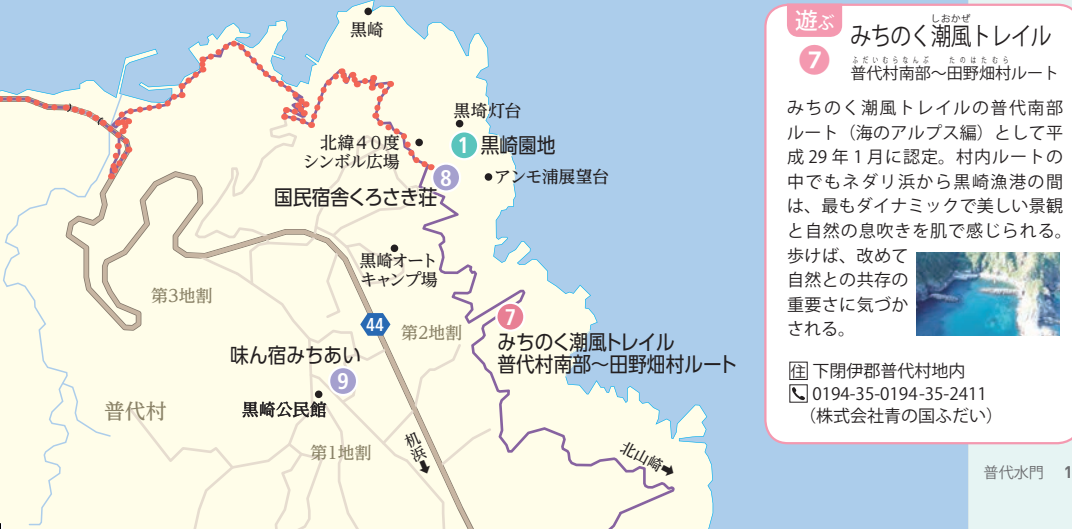 黒崎
黒埼灯台
北緯４０度
シンボル広場
1 黒崎園地
8
アンモ浦展望台
国民宿舎くろさき荘
黒崎オート
キャンプ場
第3地割
44
第2地割
7
みちのく潮風トレイル
普代村南部～田野畑村ルート
味ん宿みちあい
9
黒崎公民館
普代村
第1地割
机浜
北山崎
遊ぶ
7
しおかぜ
みちのく潮風トレイル
ふだいむらなんぶ たのはたむら
普代村南部～田野畑村ルート
みちのく潮風トレイルの普代南部
ルート（海のアルプス編）として平
成 29 年 1 月に認定。村内ルートの
中でもネダリ浜から黒崎漁港の間
は、最もダイナミックで美しい景観
と自然の息吹きを肌で感じられる。
歩けば、改めて
自然との共存の
重要さに気づか
される。
住 下閉伊郡普代村地内
0194-35-0194-35-2411
（株式会社青の国ふだい）
普代水門 1